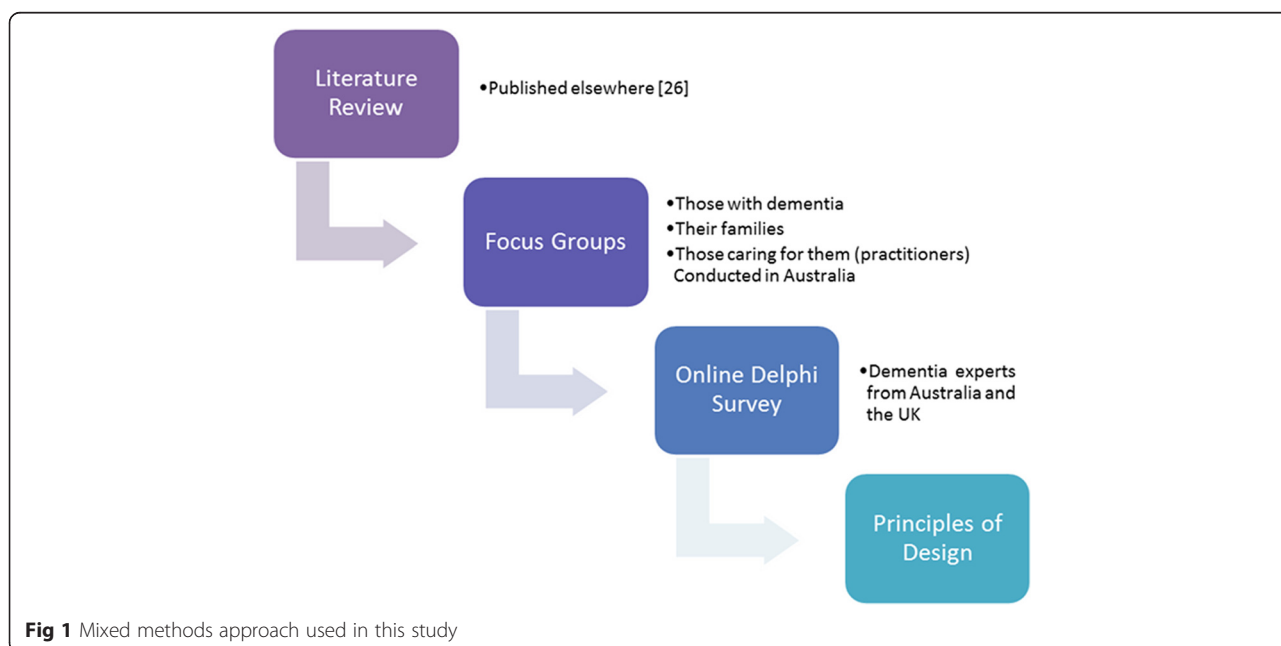 Literature
Review
•Published elsewhere [26]
Focus Groups
•Those with dementia
•Their families
•Those caring for them (practitioners)
Conducted in Australia
Online Delphi
Survey
•Dementia experts
from Australia and
the UK
Principles of
Design
Fig 1 Mixed methods approach used in this study